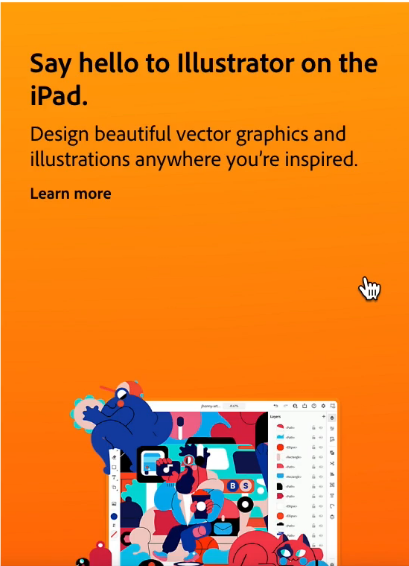 Say hello to Illustrator on the
iPad.
Design beautiful vector graphics and
illustrations anywhere you're inspired.
Learn more
Layers
B S